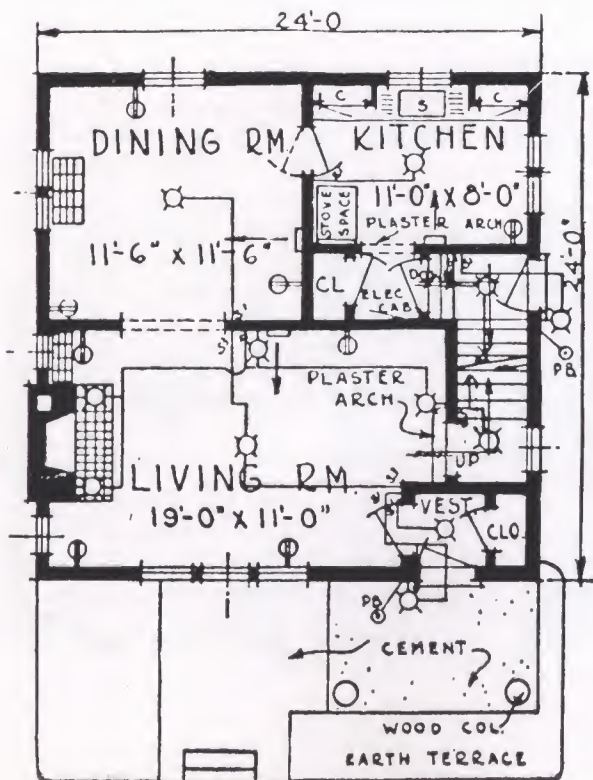 24'-0
C
S
C
DINING RM
KITCHEN
STOVE SPACE
11'-0" X 8'-0"
PLASTER ARCH
11'-6" X 11'-6"
24'-0"
CL
ELEC CAB
D
PB
PLASTER ARCH
UP
LIVING RM
19'-0" X 11'-0"
VEST
CLO
PB
CEMENT
WOOD COL.
EARTH TERRACE